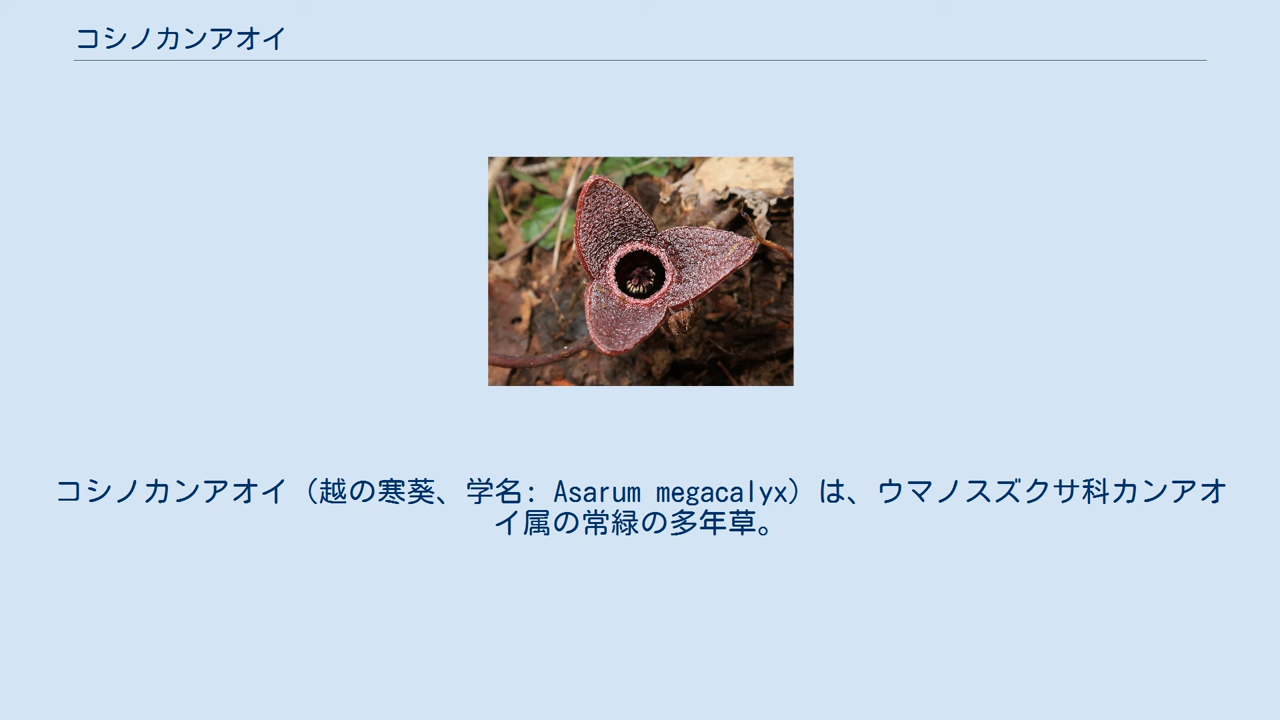 コシノカンアオイ
コシノカンアオイ（越の寒葵、学名: Asarum megacalyx）は、ウマノスズクサ科カンアオ
イ属の常緑の多年草。